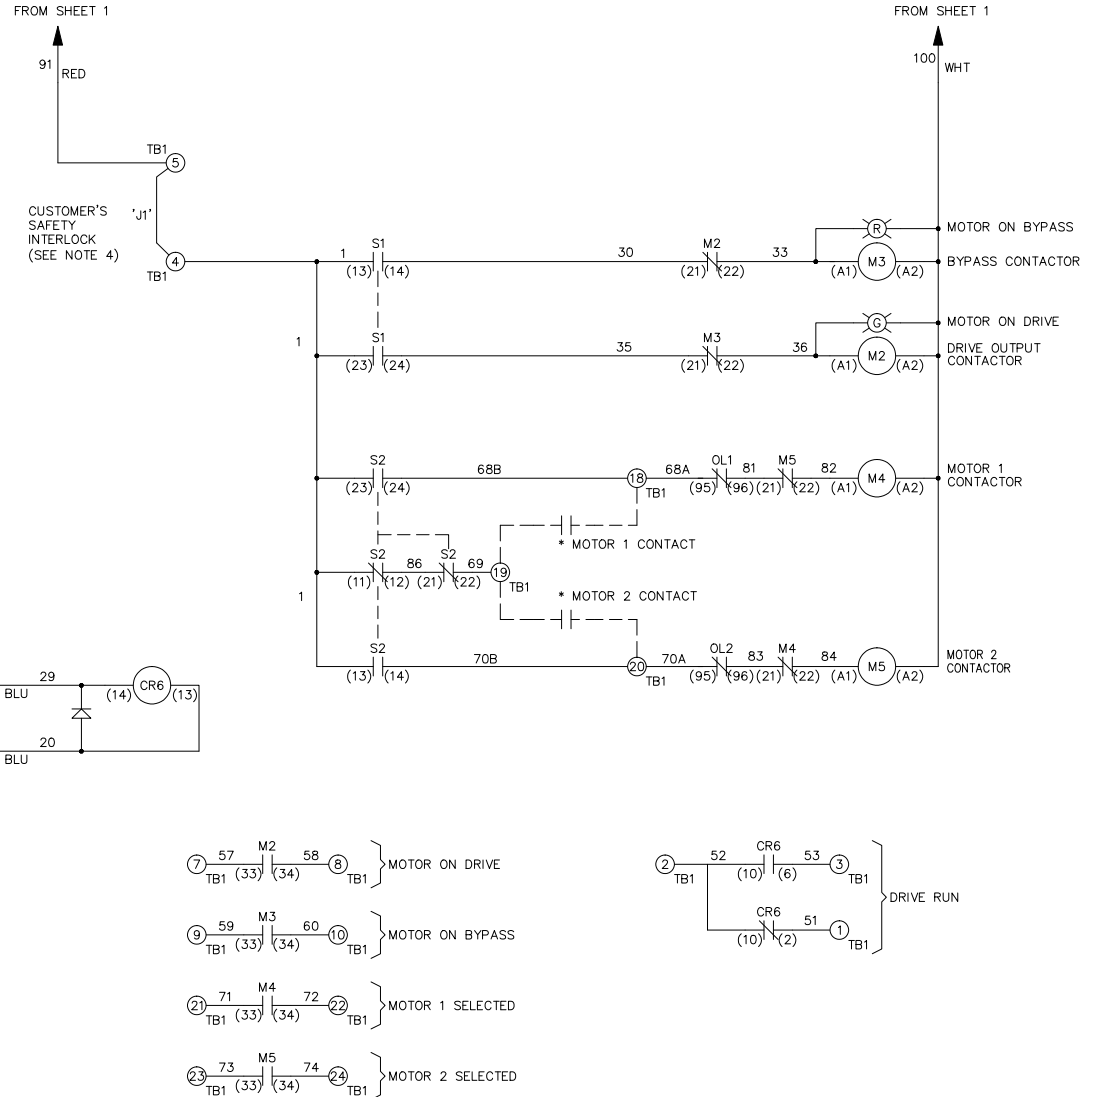 FROM SHEET 1
FROM SHEET 1
91
RED
100
WHT
TB1
5
CUSTOMER'S
SAFETY
INTERLOCK
(SEE NOTE 4)
'J1'
4
TB1
R
MOTOR ON BYPASS
1
S1
(13)
(14)
30
M2
(21)
(22)
33
(A1)
M3
(A2)
BYPASS CONTACTOR
G
MOTOR ON DRIVE
1
S1
(23)
(24)
35
M3
(21)
(22)
36
(A1)
M2
(A2)
DRIVE OUTPUT
CONTACTOR
S2
(23)
(24)
68B
18
TB1
68A
OL1
(95)
(96)
81
M5
(21)
(22)
82
(A1)
M4
(A2)
MOTOR 1
CONTACTOR
* MOTOR 1 CONTACT
S2
(11)
(12)
86
S2
(21)
(22)
69
19
TB1
1
* MOTOR 2 CONTACT
S2
(13)
(14)
70B
20
TB1
70A
OL2
(95)
(96)
83
M4
(21)
(22)
84
(A1)
M5
(A2)
MOTOR 2
CONTACTOR
29
BLU
(14)
CR6
(13)
20
BLU
7
TB1
57
M2
(33)
(34)
58
8
TB1
MOTOR ON DRIVE
9
TB1
59
M3
(33)
(34)
60
10
TB1
MOTOR ON BYPASS
21
TB1
71
M4
(33)
(34)
72
22
TB1
MOTOR 1 SELECTED
23
TB1
73
M5
(33)
(34)
74
24
TB1
MOTOR 2 SELECTED
2
TB1
52
CR6
(10)
(6)
53
3
TB1
CR6
(10)
(2)
51
1
TB1
DRIVE RUN